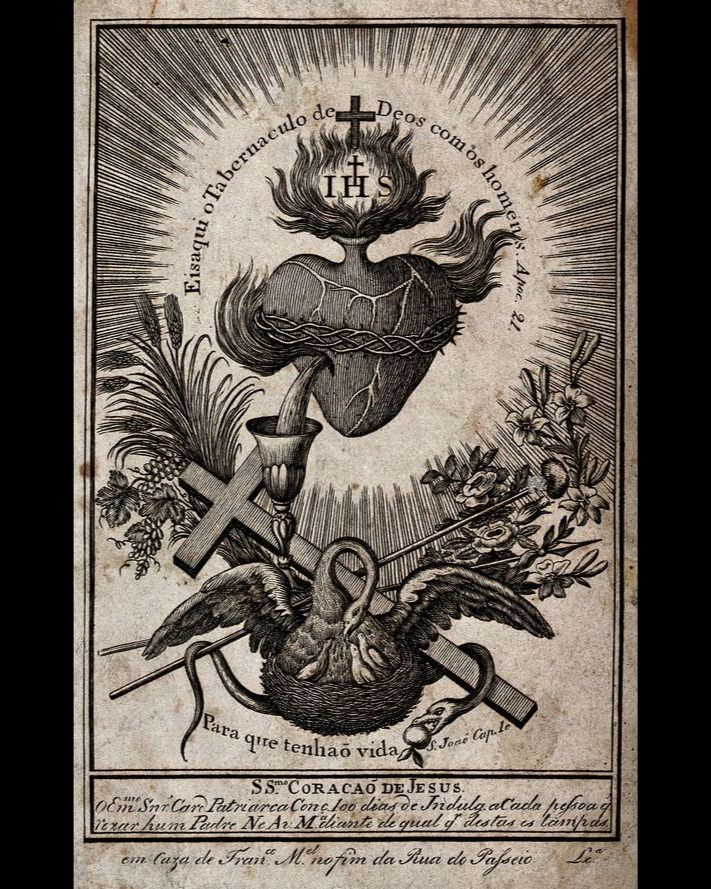 Eisaqui o Tabernaculo de Deos com os homens. Apoc. 21.
IHS
Para que tenhaõ vida
S. Joaõ Cap. 10
SS.mo CORACAÕ DE JESUS.
O Em.mo Snr. Card. Patriarca Conc. 100 dias de Indulg. a Cada pessoa q̃
rezar hum Padre N. e Av. M.a diante de qual q.r destas estampas,
em Caza de Fran.co M.el no fim da Rua do Passeio Lx.a